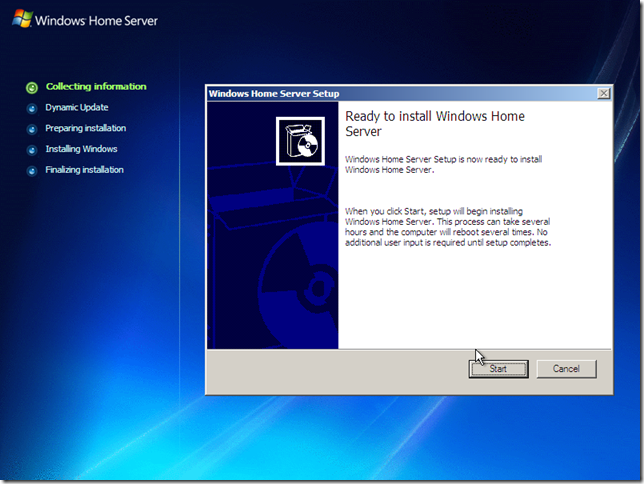 Windows Home Server
Collecting information
Dynamic Update
Preparing installation
Installing Windows
Finalizing installation
Windows Home Server Setup
Ready to install Windows Home
Server
Windows Home Server Setup is now ready to install
Windows Home Server.
When you click Start, setup will begin installing
Windows Home Server. This process can take several
hours and the computer will reboot several times. No
additional user input is required until setup completes.
Start
Cancel